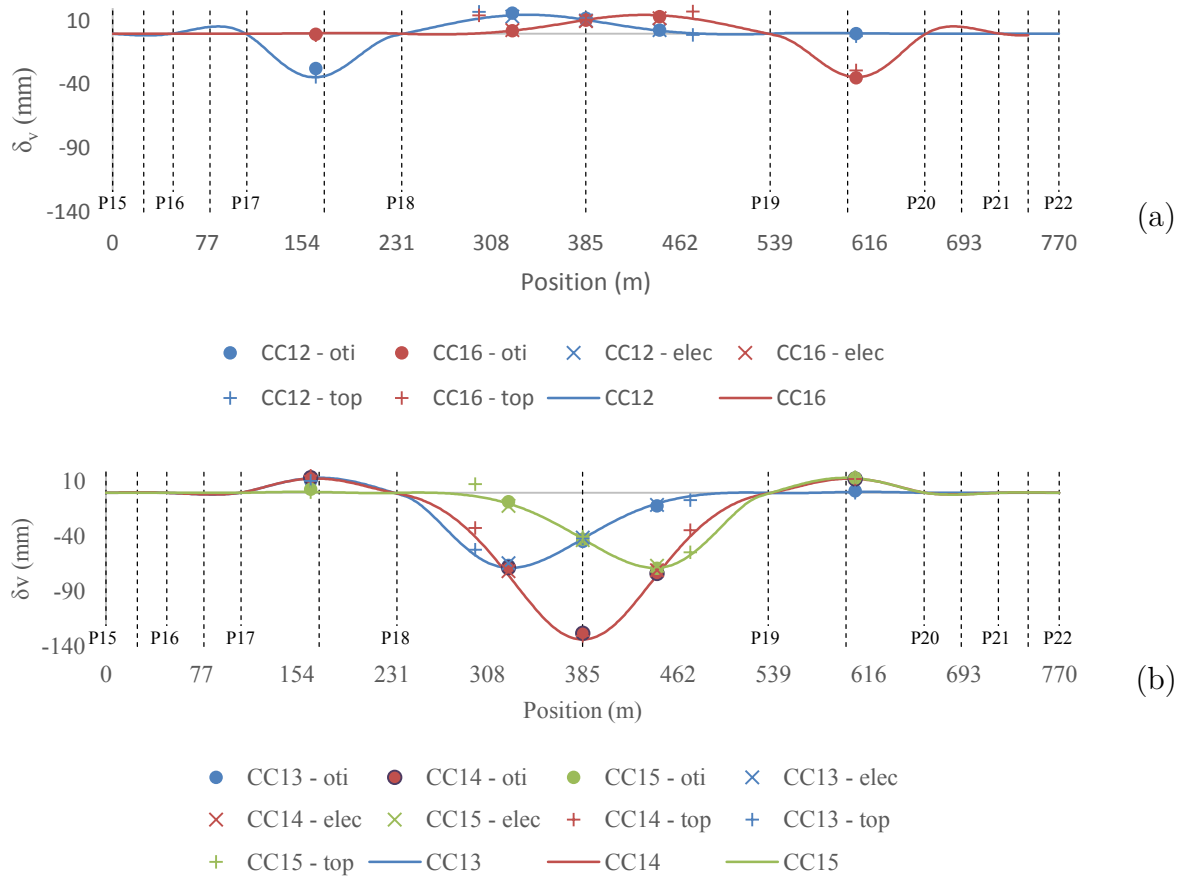 10
-40
-90
-140
δᵥ (mm)
P15 P16 P17 P18 P19 P20 P21 P22
0 77 154 231 308 385 462 539 616 693 770
Position (m)
(a)
CC12 - oti CC16 - oti CC12 - elec CC16 - elec
CC12 - top CC16 - top CC12 CC16
10
-40
-90
-140
δv (mm)
P15 P16 P17 P18 P19 P20 P21 P22
0 77 154 231 308 385 462 539 616 693 770
Position (m)
(b)
CC13 - oti CC14 - oti CC15 - oti CC13 - elec
CC14 - elec CC15 - elec CC14 - top CC13 - top
CC15 - top CC13 CC14 CC15